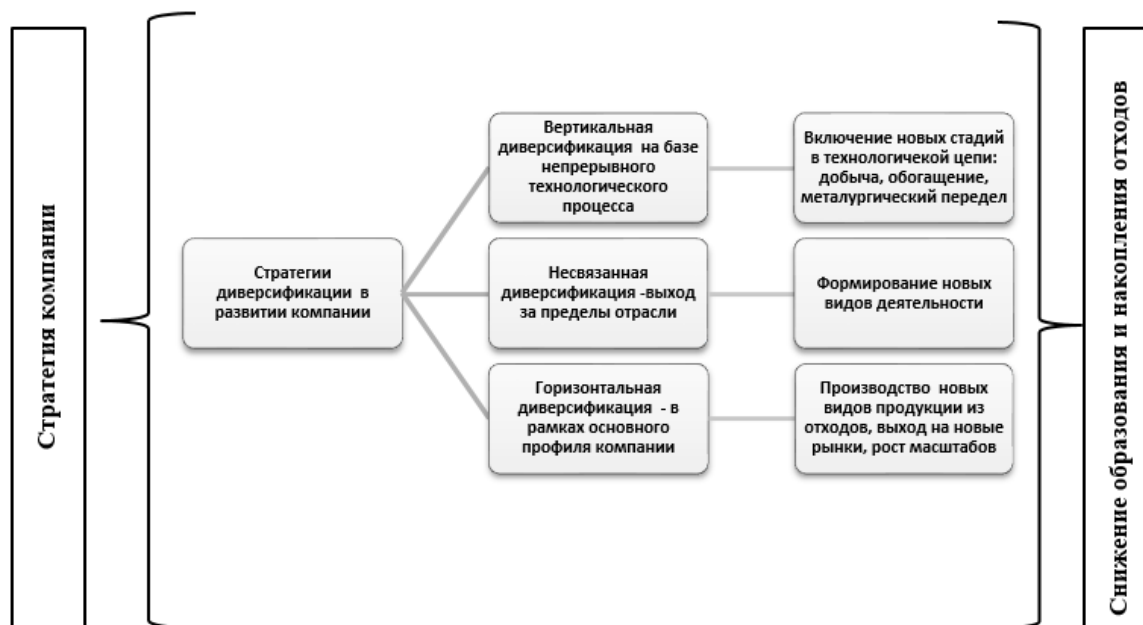 Стратегия компании
Стратегии
диверсификации в
развитии компании
Вертикальная
диверсификация на базе
непрерывного
технологического
процесса
Включение новых стадий
в технологичекой цепи:
добыча, обогащение,
металургический передел
Несвязанная
диверсификация -выход
за пределы отрасли
Формирование новых
видов деятельности
Горизонтальная
диверсификация - в
рамках основного
профиля компании
Производство новых
видов продукции из
отходов, выход на новые
рынки, рост масштабов
Снижение образования и накопления отходов